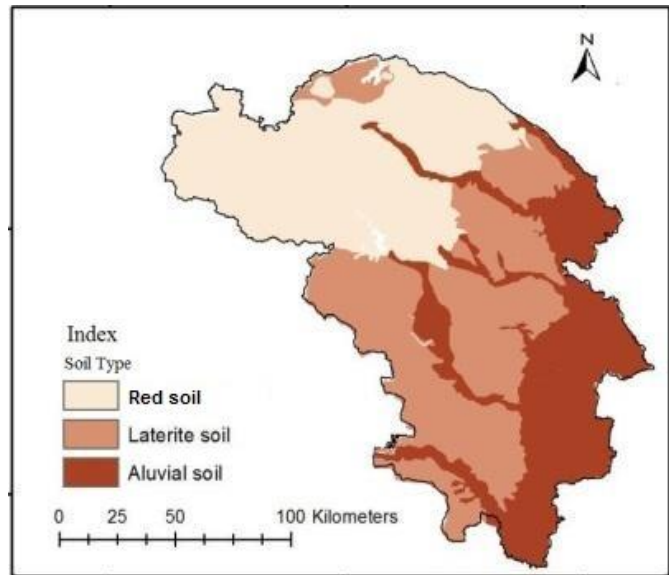 N
Index
Soil Type
Red soil
Laterite soil
Aluvial soil
0 25 50 100 Kilometers